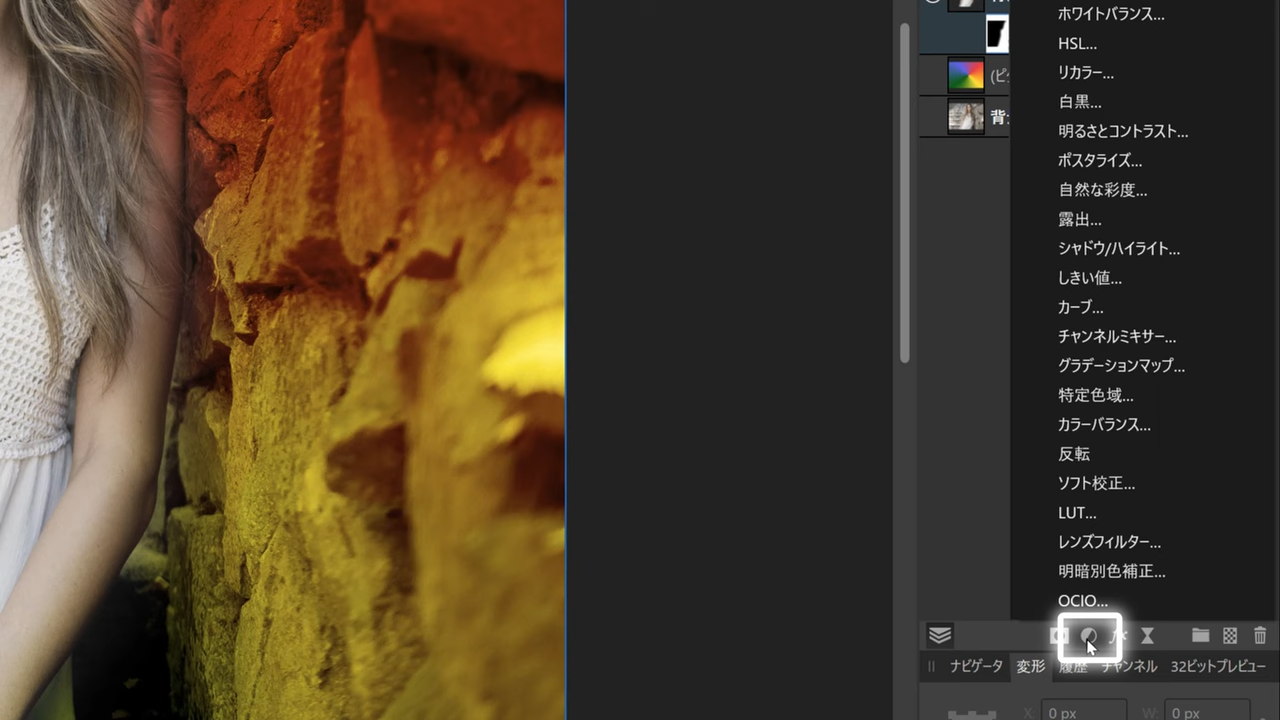 ホワイトバランス...
HSL...
(ピ
リカラー...
白黒...
背
明るさとコントラスト...
ポスタライズ...
自然な彩度...
露出...
シャドウ/ハイライト...
しきい値...
カーブ...
チャンネルミキサー...
グラデーションマップ...
特定色域...
カラーバランス...
反転
ソフト校正...
LUT...
レンズフィルター...
明暗別色補正...
OCIO...
ナビゲータ 変形 履歴 チャンネル 32ビットプレビュー
X: 0 px W: 0 px